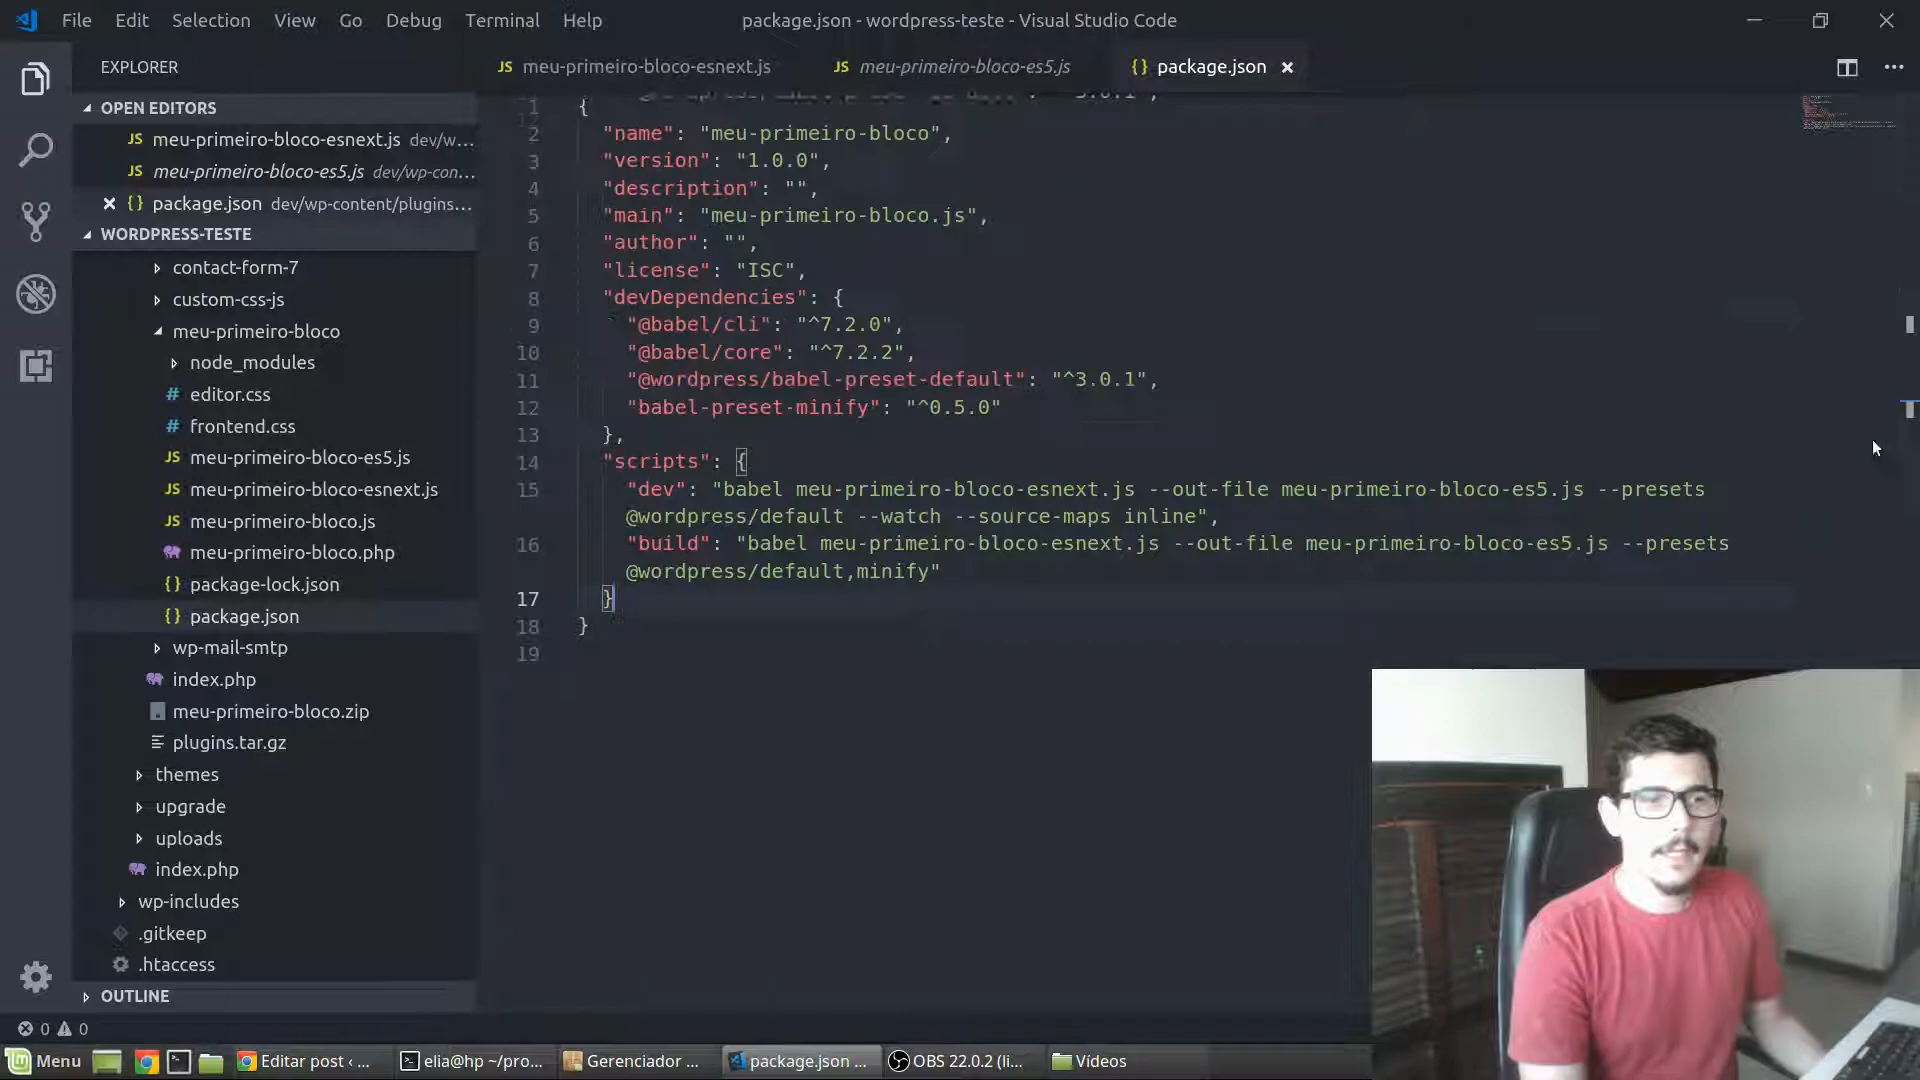 File Edit Selection View Go Debug Terminal Help
package.json - wordpress-teste - Visual Studio Code
EXPLORER
OPEN EDITORS
JS meu-primeiro-bloco-esnext.js dev/w...
JS meu-primeiro-bloco-es5.js dev/wp-con...
{} package.json dev/wp-content/plugins...
WORDPRESS-TESTE
contact-form-7
custom-css-js
meu-primeiro-bloco
node_modules
# editor.css
# frontend.css
JS meu-primeiro-bloco-es5.js
JS meu-primeiro-bloco-esnext.js
JS meu-primeiro-bloco.js
meu-primeiro-bloco.php
{} package-lock.json
{} package.json
wp-mail-smtp
index.php
meu-primeiro-bloco.zip
plugins.tar.gz
themes
upgrade
uploads
index.php
wp-includes
.gitkeep
.htaccess
OUTLINE
JS meu-primeiro-bloco-esnext.js JS meu-primeiro-bloco-es5.js {} package.json
1 {
2 "name": "meu-primeiro-bloco",
3 "version": "1.0.0",
4 "description": "",
5 "main": "meu-primeiro-bloco.js",
6 "author": "",
7 "license": "ISC",
8 "devDependencies": {
9 "@babel/cli": "^7.2.0",
10 "@babel/core": "^7.2.2",
11 "@wordpress/babel-preset-default": "^3.0.1",
12 "babel-preset-minify": "^0.5.0"
13 },
14 "scripts": {
15 "dev": "babel meu-primeiro-bloco-esnext.js --out-file meu-primeiro-bloco-es5.js --presets
@wordpress/default --watch --source-maps inline",
16 "build": "babel meu-primeiro-bloco-esnext.js --out-file meu-primeiro-bloco-es5.js --presets
@wordpress/default,minify"
17 }
18 }
19
0 0
Menu Editar post ‹ ... elia@hp ~/pro... Gerenciador ... package.json ... OBS 22.0.2 (li... Vídeos